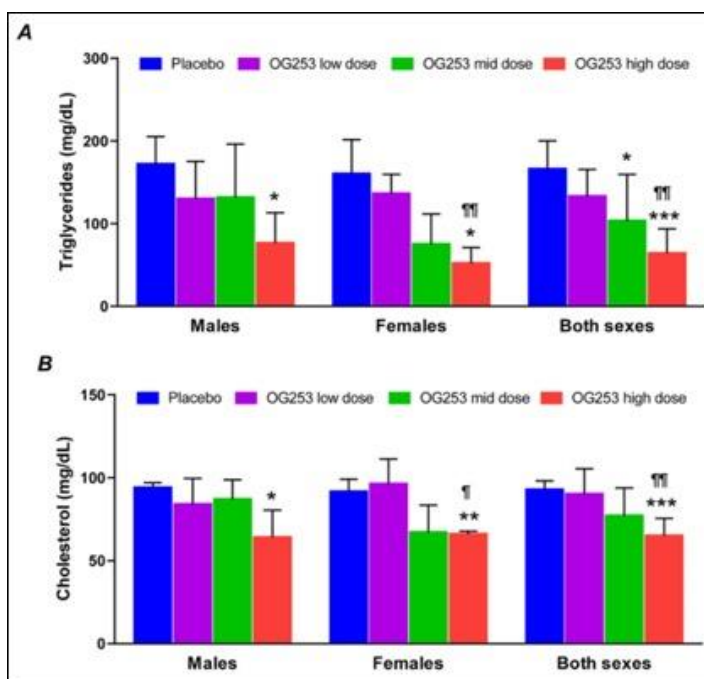 A
300
Placebo OG253 low dose OG253 mid dose OG253 high dose
200
100
0
Triglycerides (mg/dL)
*
¶¶
*
*
¶¶
***
Males Females Both sexes
B
150
Placebo OG253 low dose OG253 mid dose OG253 high dose
100
50
0
Cholesterol (mg/dL)
*
¶
**
¶¶
***
Males Females Both sexes